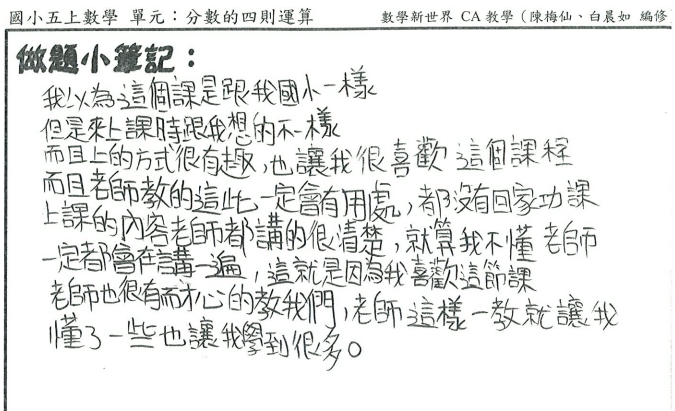 國小五上數學 單元：分數的四則運算 數學新世界 CA 教學（陳梅仙、白晨如 編修
做題小筆記：
我以為這個課是跟我國小一樣
但是來上課時跟我想的不一樣
而且上的方式很有趣，也讓我很喜歡這個課程
而且老師教的這些一定會有用處，都沒有回家功課
上課的內容老師都講的很清楚，就算我不懂老師
一定都會在講一遍，這就是因為我喜歡這節課
老師也很有耐心的教我們，老師這樣一教就讓我
懂了一些也讓我學到很多。